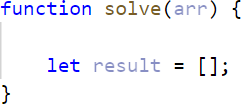 function solve(arr) {
    let result = [];
}